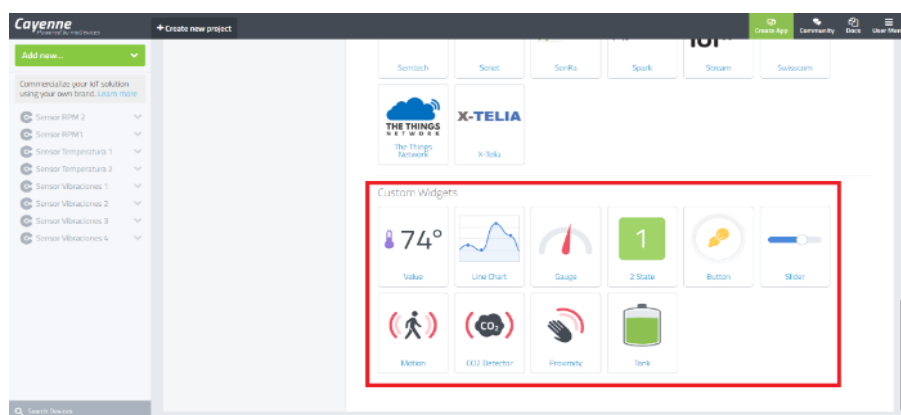 Cayenne
Powered by myDevices
+ Create new project
Create App
Community
Docs
User Men
Add new...
Commercialize your IoT solution
using your own brand. Learn more
Sensor RPM 2
Sensor RPM1
Sensor Temperatura 1
Sensor Temperatura 2
Sensor Vibraciones 1
Sensor Vibraciones 2
Sensor Vibraciones 3
Sensor Vibraciones 4
Search Devices
Semtech
Senet
SenRa
Spark
Stream
Swisscom
THE THINGS
NETWORK
X-TELIA
The Things
Network
X-Telia
Custom Widgets
74°
1
Value
Line Chart
Gauge
2 State
Button
Slider
CO2
Motion
CO2 Detector
Proximity
Tank